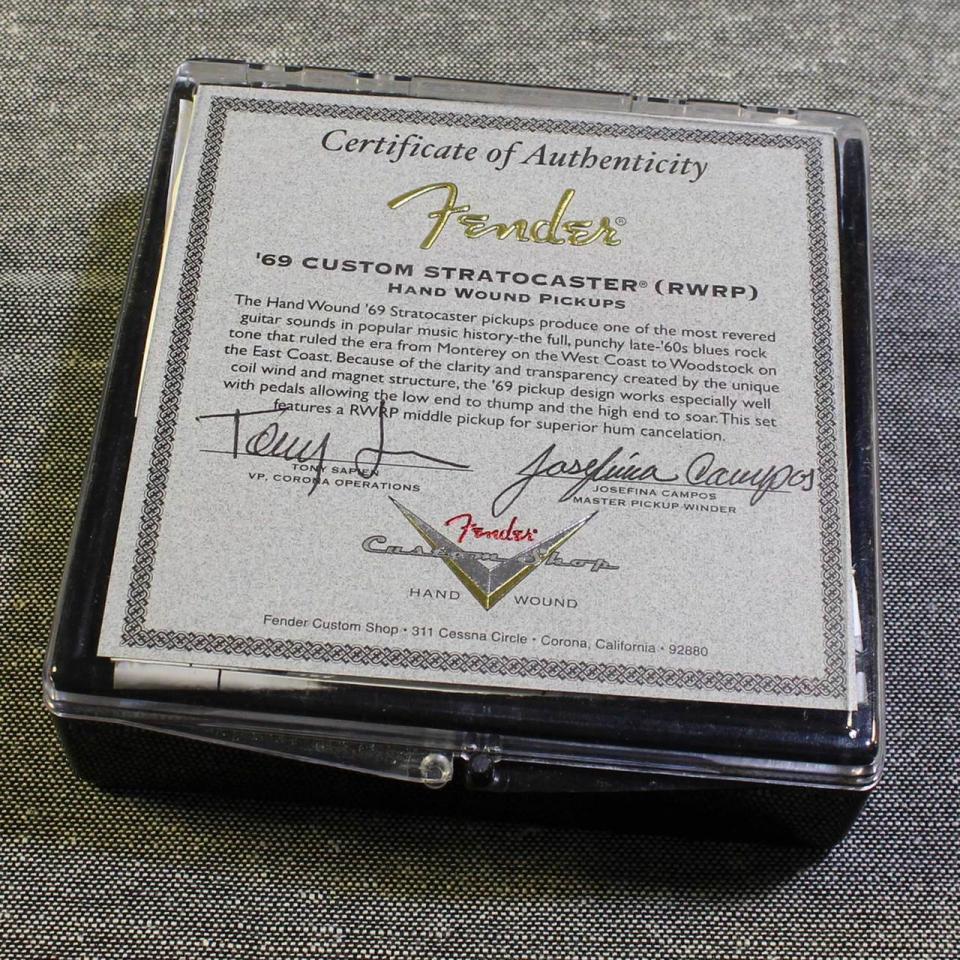 Certificate of Authenticity
Fender®
'69 CUSTOM STRATOCASTER® (RWRP)
HAND WOUND PICKUPS
The Hand Wound '69 Stratocaster pickups produce one of the most revered
guitar sounds in popular music history-the full, punchy late-'60s blues rock
tone that ruled the era from Monterey on the West Coast to Woodstock on
the East Coast. Because of the clarity and transparency created by the unique
coil wind and magnet structure, the '69 pickup design works especially well
with pedals allowing the low end to thump and the high end to soar. This set
features a RWRP middle pickup for superior hum cancelation.
Tony S
Josefina Campos
TONY SAPIEN
VP, CORONA OPERATIONS
JOSEFINA CAMPOS
MASTER PICKUP WINDER
Fender®
Custom Shop
HAND WOUND
Fender Custom Shop • 311 Cessna Circle • Corona, California • 92880